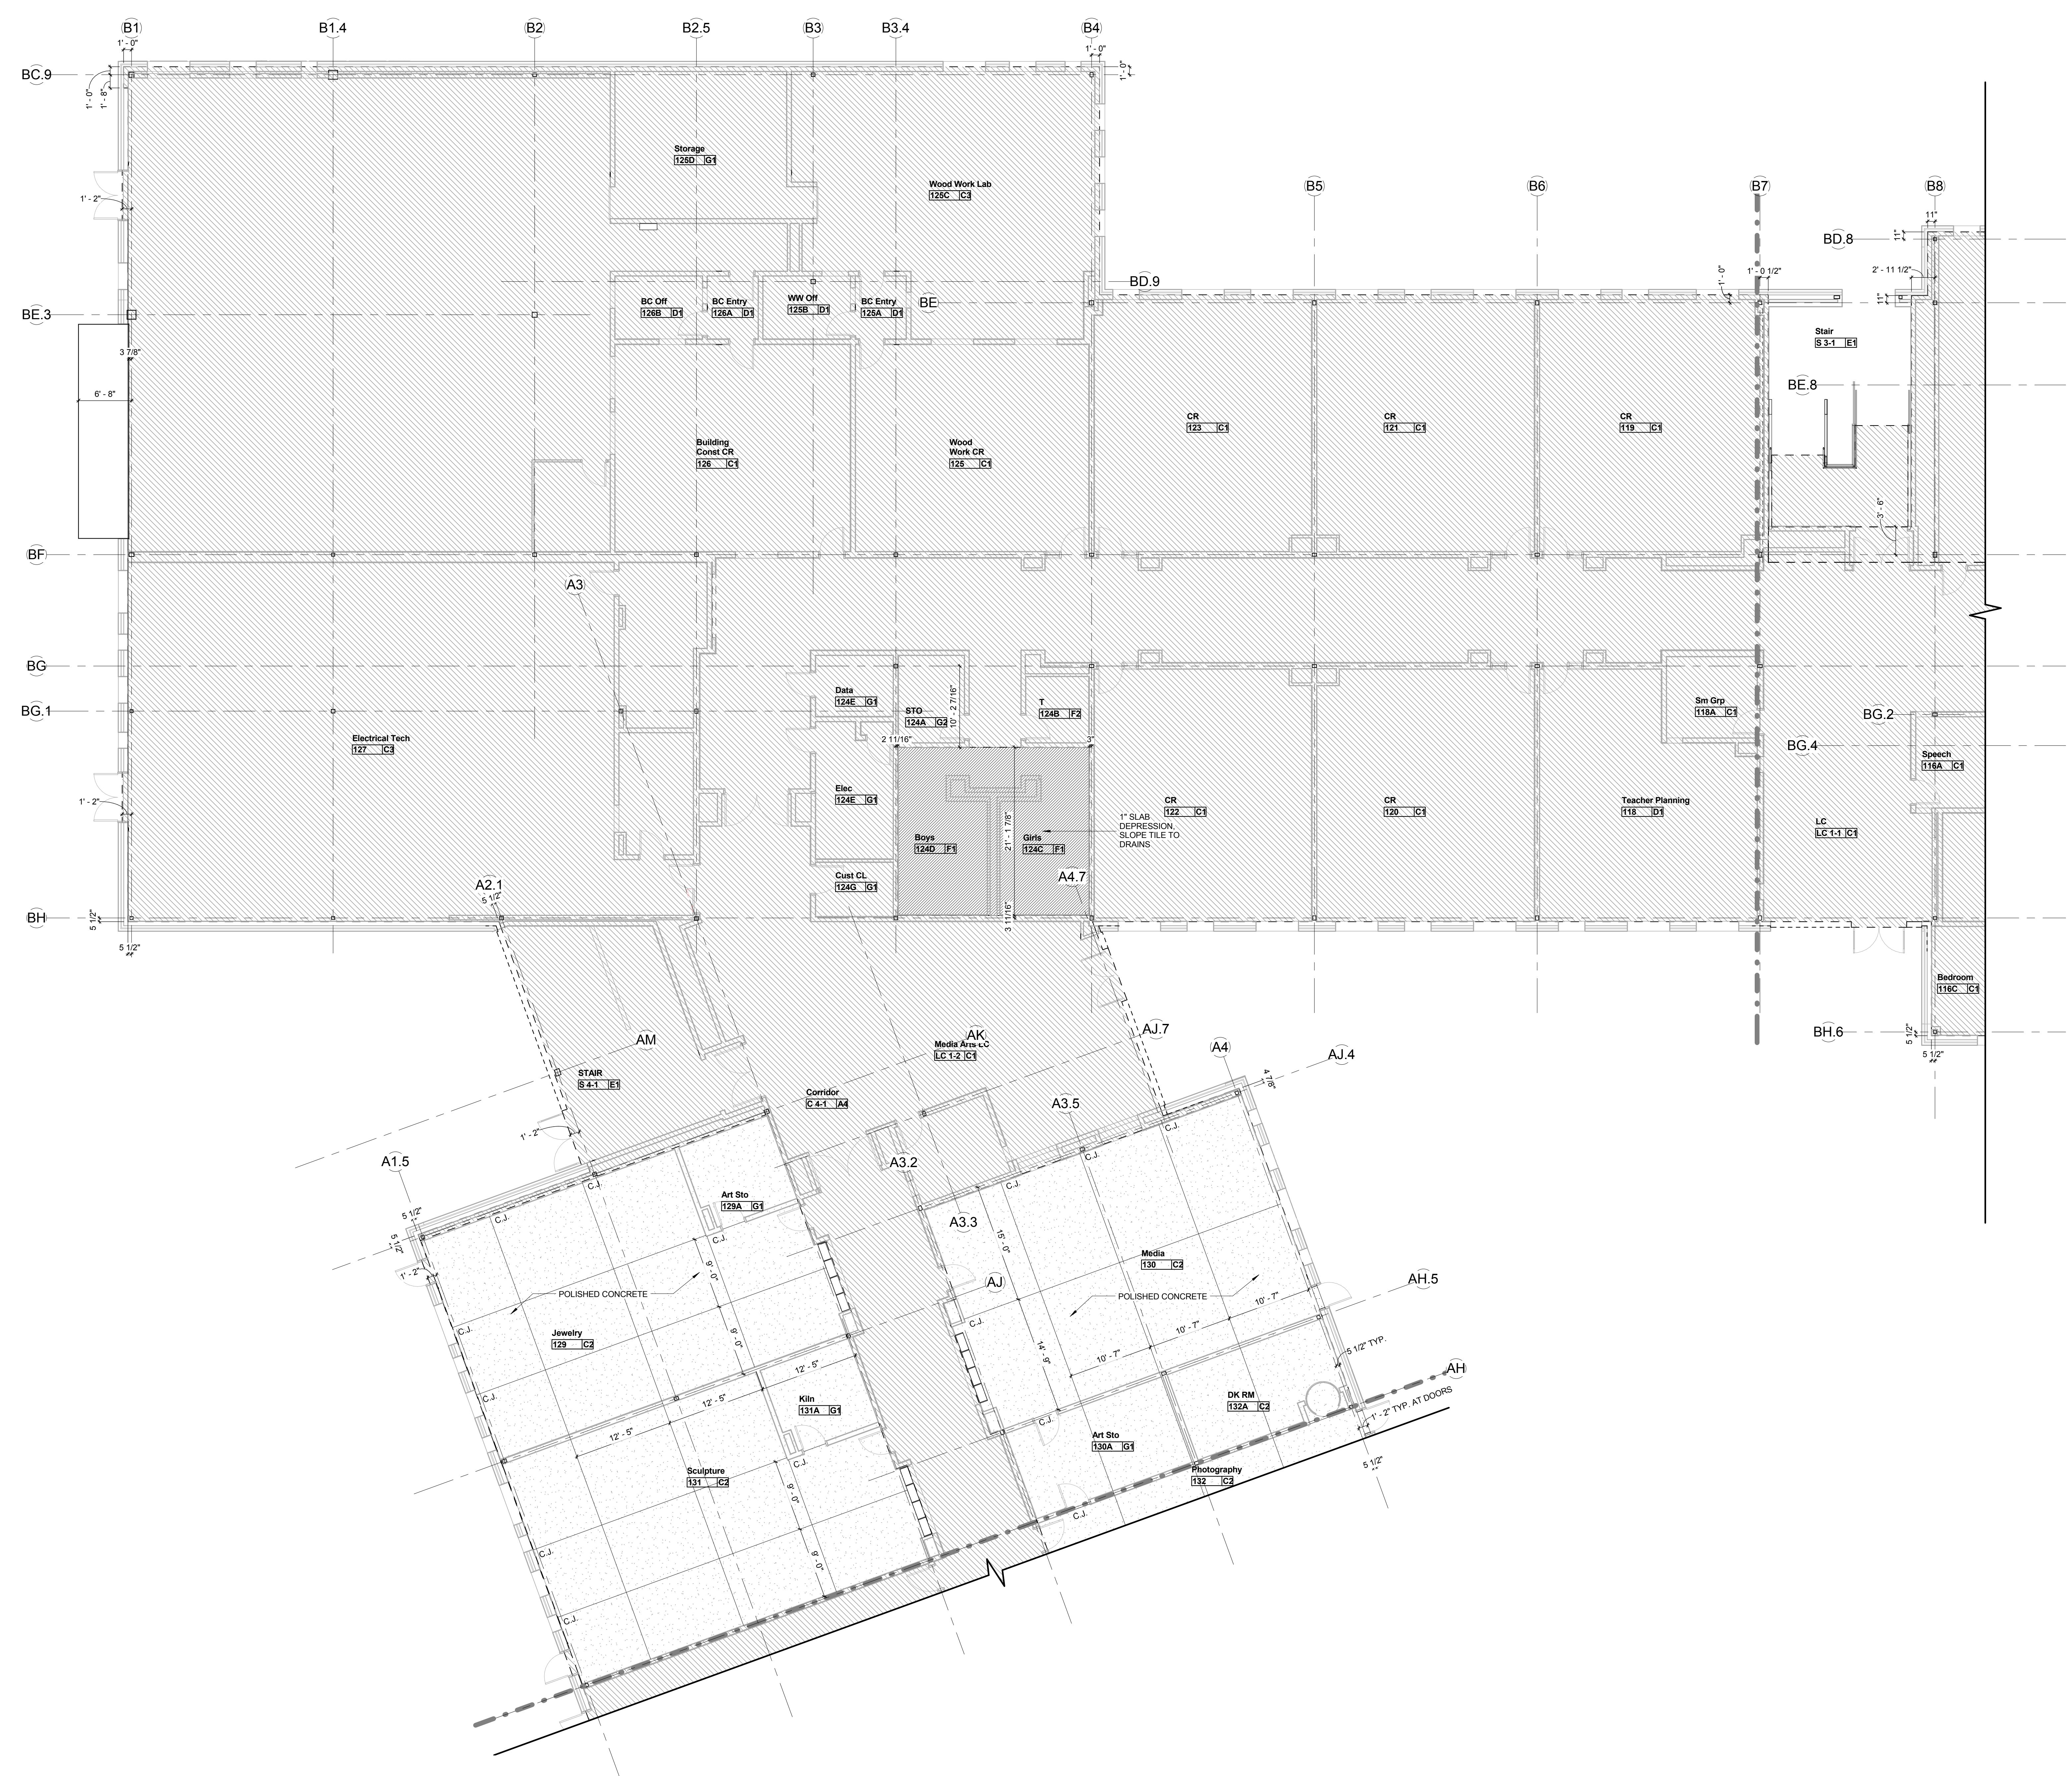 B1
B1.4
B2
B2.5
B3
B3.4
B4
1' - 0"
1' - 0"
BC.9
1' - 0"
1' - 8"
1' - 0"
Storage
125D G1
Wood Work Lab
125C C3
B5
B6
B7
B8
1' - 2"
11"
11"
BD.8
BD.9
1' - 0"
1' - 0 1/2"
2' - 11 1/2"
11"
BC Off
126B D1
BC Entry
126A D1
WW Off
125B D1
BC Entry
125A D1
BE
BE.3
Stair
S 3-1 E1
3 7/8"
6' - 8"
BE.8
CR
123 C1
CR
121 C1
CR
119 C1
Building
Const CR
126 C1
Wood
Work CR
125 C1
3' - 6"
BF
A3
BG
Data
124E G1
STO
124A G2
10' - 2 7/16"
T
124B F2
Sm Grp
118A C1
BG.1
BG.2
Electrical Tech
127 C3
2 11/16"
3"
BG.4
Speech
116A C1
1' - 2"
Elec
124E G1
CR
122 C1
CR
120 C1
Teacher Planning
118 D1
LC
LC 1-1 C1
1" SLAB
DEPRESSION,
SLOPE TILE TO
DRAINS
Boys
124D F1
21' - 1 7/8"
Girls
124C F1
Cust CL
124G G1
A4.7
A2.1
5 1/2"
BH
5 1/2"
5 1/2"
3 11/16"
Bedroom
116C C1
BH.6
5 1/2"
5 1/2"
AM
AK
AJ.7
Media Arts LC
LC 1-2 C1
A4
AJ.4
STAIR
S 4-1 E1
4 7/8"
Corridor
C 4-1 A4
A3.5
C.J.
1' - 2"
A1.5
A3.2
C.J.
C.J.
C.J.
Art Sto
129A G1
5 1/2"
5 1/2"
C.J.
A3.3
C.J.
15' - 0"
Media
130 C2
1' - 2"
9' - 0"
AJ
AH.5
POLISHED CONCRETE
POLISHED CONCRETE
10' - 7"
C.J.
C.J.
Jewelry
129 C2
9' - 0"
14' - 9"
10' - 7"
10' - 7"
5 1/2" TYP.
12' - 5"
12' - 5"
12' - 5"
AH
C.J.
Kiln
131A G1
DK RM
132A C2
1' - 2" TYP. AT DOORS
C.J.
Art Sto
130A G1
C.J.
5 1/2"
Sculpture
131 C2
Photography
132 C2
9' - 0"
C.J.
C.J.
9' - 0"
C.J.